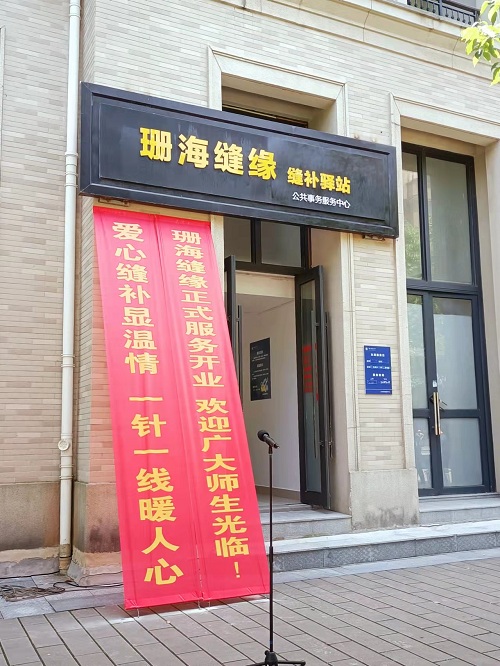 珊海缝缘 缝补驿站
公共事务服务中心
珊海缝缘正式服务开业 欢迎广大师生光临！
爱心缝补显温情 一针一线暖人心